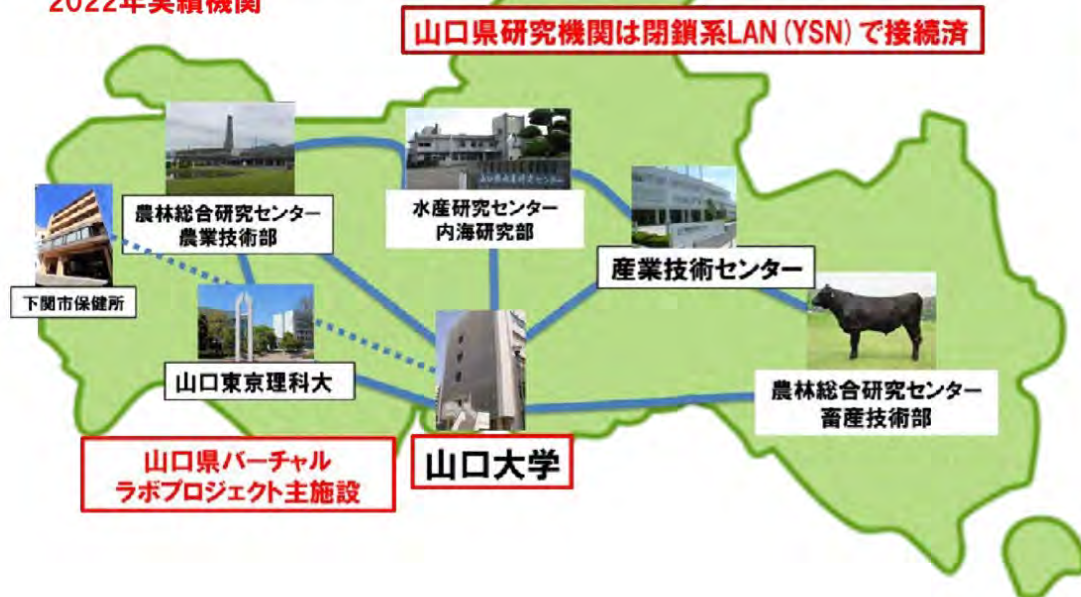 2022年実績機関
山口県研究機関は閉鎖系LAN(YSN)で接続済
農林総合研究センター
農業技術部
水産研究センター
内海研究部
産業技術センター
下関市保健所
山口東京理科大
農林総合研究センター
畜産技術部
山口県バーチャル
ラボプロジェクト主施設
山口大学